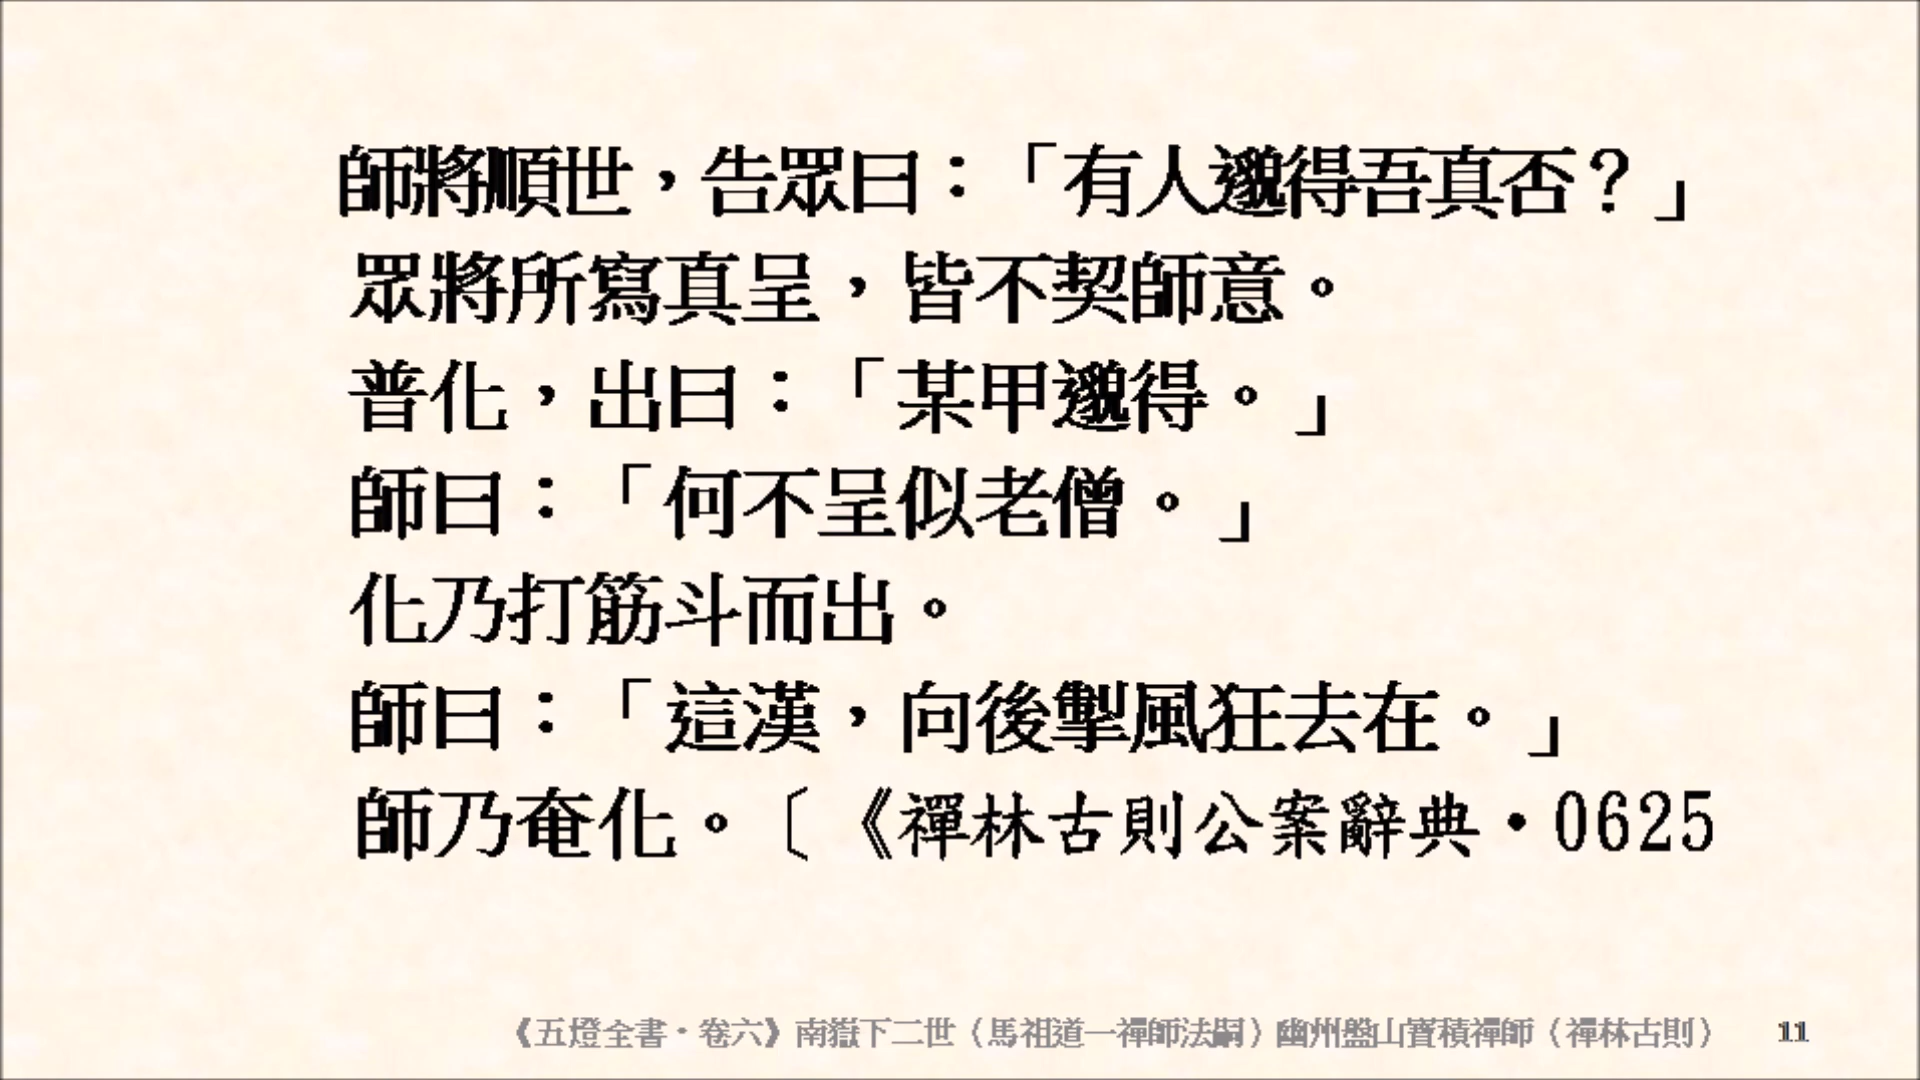 師將順世，告眾曰：「有人邈得吾真否？」
眾將所寫真呈，皆不契師意。
普化，出曰：「某甲邈得。」
師曰：「何不呈似老僧。」
化乃打筋斗而出。
師曰：「這漢，向後掣風狂去在。」
師乃奄化。〔《禪林古則公案辭典·0625
《五燈全書·卷六》南嶽下二世（馬祖道一禪師法嗣）幽州盤山寶積禪師（禪林古則） 11